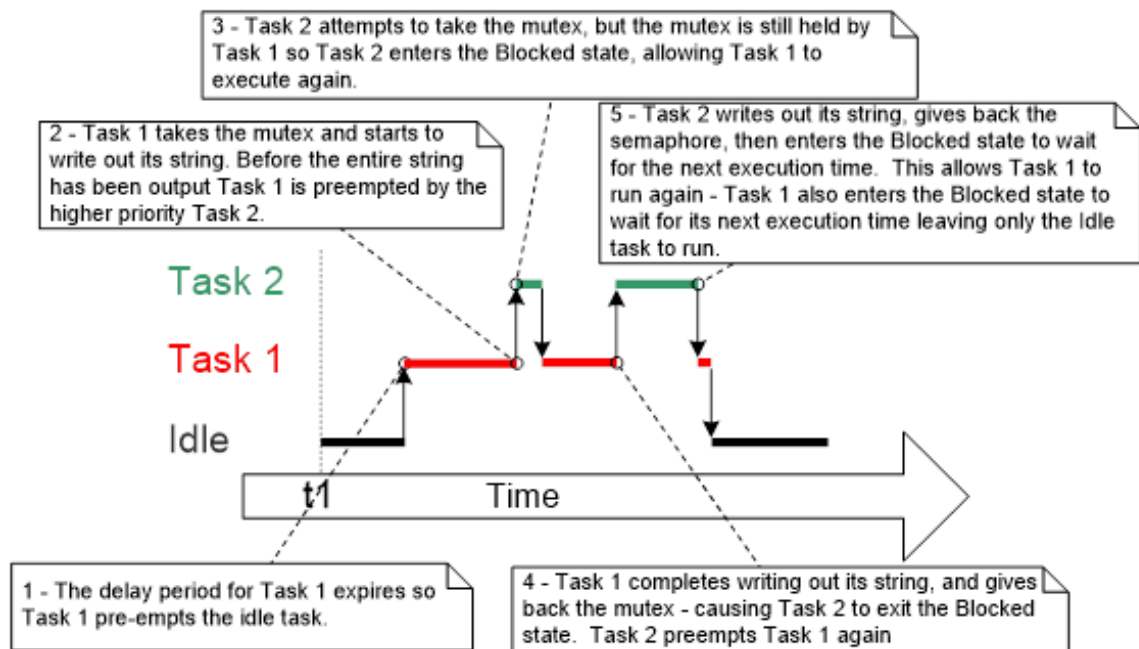 3 - Task 2 attempts to take the mutex, but the mutex is still held by
Task 1 so Task 2 enters the Blocked state, allowing Task 1 to
execute again.
2 - Task 1 takes the mutex and starts to
write out its string. Before the entire string
has been output Task 1 is preempted by the
higher priority Task 2.
5 - Task 2 writes out its string, gives back the
semaphore, then enters the Blocked state to wait
for the next execution time. This allows Task 1 to
run again - Task 1 also enters the Blocked state to
wait for its next execution time leaving only the Idle
task to run.
Task 2
Task 1
Idle
t1
Time
1 - The delay period for Task 1 expires so
Task 1 pre-empts the idle task.
4 - Task 1 completes writing out its string, and gives
back the mutex - causing Task 2 to exit the Blocked
state. Task 2 preempts Task 1 again